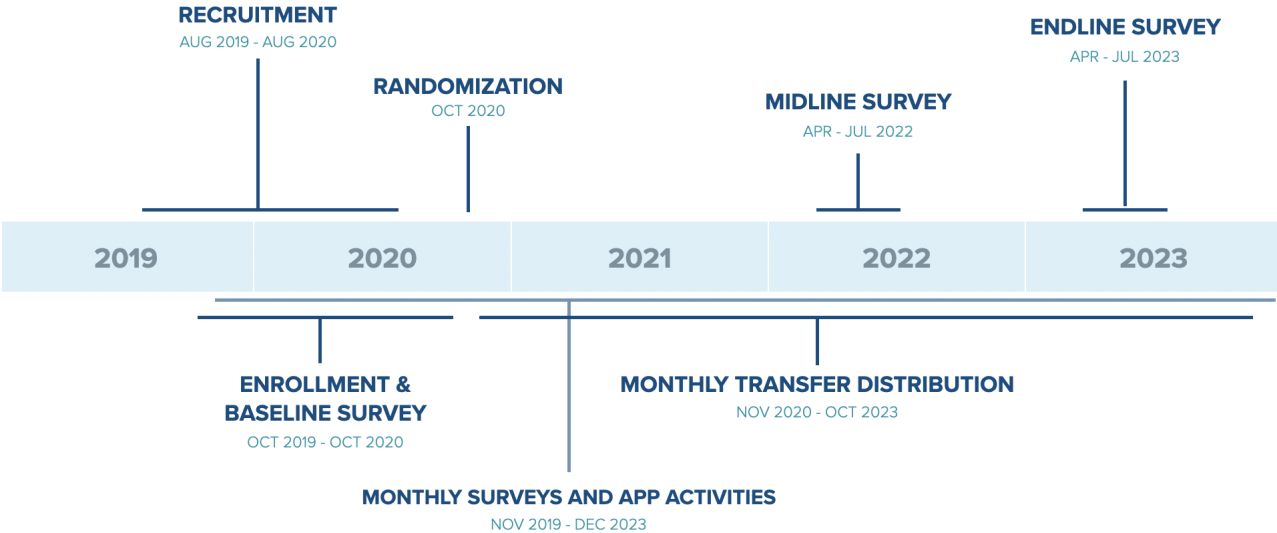 RECRUITMENT
AUG 2019 - AUG 2020
RANDOMIZATION
OCT 2020
MIDLINE SURVEY
APR - JUL 2022
ENDLINE SURVEY
APR - JUL 2023
2019
2020
2021
2022
2023
ENROLLMENT &
BASELINE SURVEY
OCT 2019 - OCT 2020
MONTHLY TRANSFER DISTRIBUTION
NOV 2020 - OCT 2023
MONTHLY SURVEYS AND APP ACTIVITIES
NOV 2019 - DEC 2023